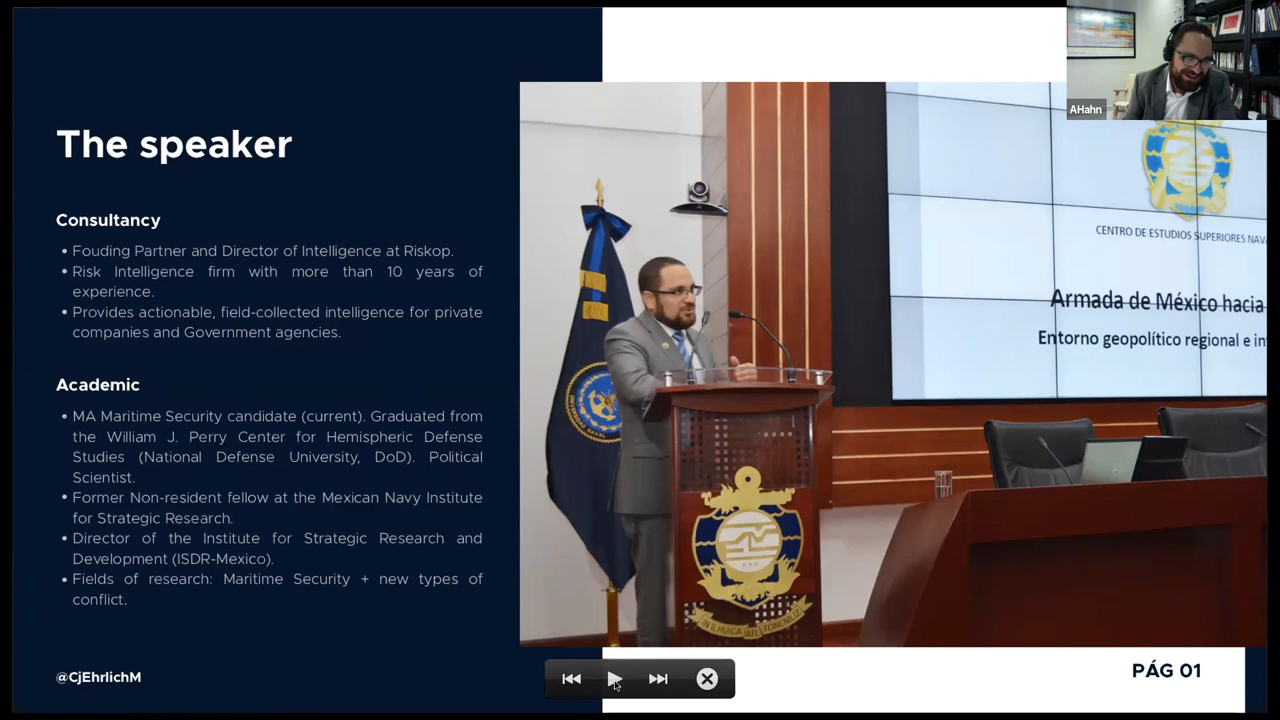 The speaker
Consultancy
• Fouding Partner and Director of Intelligence at Riskop.
• Risk Intelligence firm with more than 10 years of
experience.
• Provides actionable, field-collected intelligence for private
companies and Government agencies.
Academic
• MA Maritime Security candidate (current). Graduated from
the William J. Perry Center for Hemispheric Defense
Studies (National Defense University, DoD). Political
Scientist.
• Former Non-resident fellow at the Mexican Navy Institute
for Strategic Research.
• Director of the Institute for Strategic Research and
Development (ISDR-Mexico).
• Fields of research: Maritime Security + new types of
conflict.
@CjEhrlichM
AHahn
CENTRO DE ESTUDIOS SUPERIORES NAV
Armada de México hacia
Entorno geopolítico regional e in
IN ILHUICA ATL TONENILIZ
PÁG 01